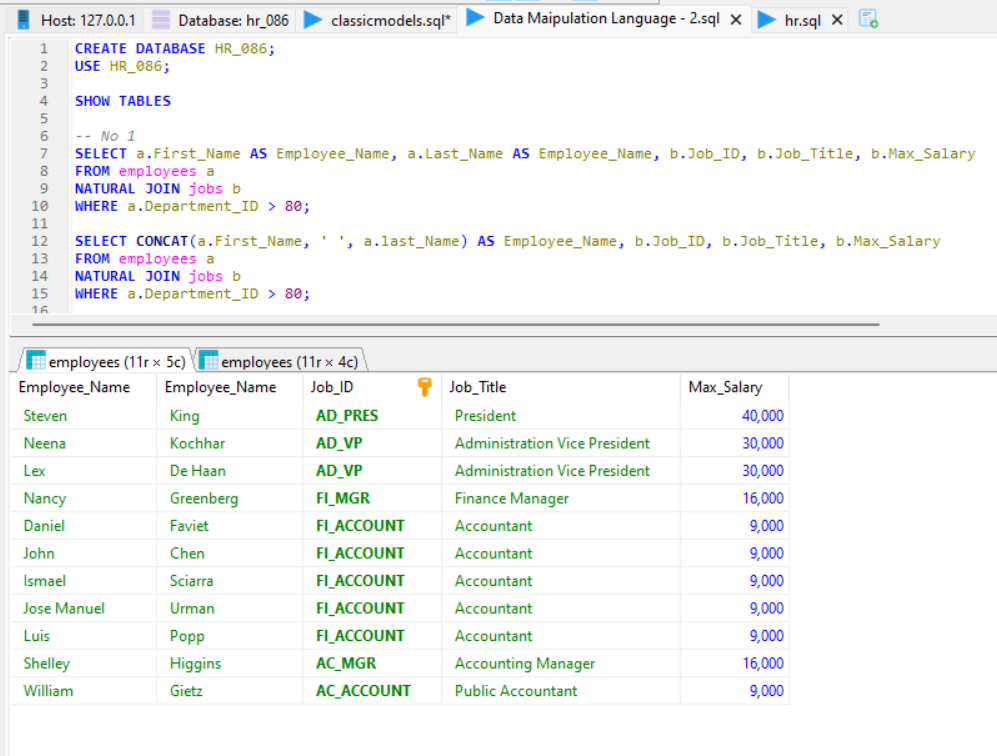 Host: 127.0.0.1 Database: hr_086 classicmodels.sql* Data Maipulation Language - 2.sql hr.sql
1 CREATE DATABASE HR_086;
2 USE HR_086;
3
4 SHOW TABLES
5
6 -- No 1
7 SELECT a.First_Name AS Employee_Name, a.Last_Name AS Employee_Name, b.Job_ID, b.Job_Title, b.Max_Salary
8 FROM employees a
9 NATURAL JOIN jobs b
10 WHERE a.Department_ID > 80;
11
12 SELECT CONCAT(a.First_Name, ' ', a.last_Name) AS Employee_Name, b.Job_ID, b.Job_Title, b.Max_Salary
13 FROM employees a
14 NATURAL JOIN jobs b
15 WHERE a.Department_ID > 80;
16
employees (11r × 5c) employees (11r × 4c)
Employee_Name Employee_Name Job_ID Job_Title Max_Salary
Steven King AD_PRES President 40,000
Neena Kochhar AD_VP Administration Vice President 30,000
Lex De Haan AD_VP Administration Vice President 30,000
Nancy Greenberg FI_MGR Finance Manager 16,000
Daniel Faviet FI_ACCOUNT Accountant 9,000
John Chen FI_ACCOUNT Accountant 9,000
Ismael Sciarra FI_ACCOUNT Accountant 9,000
Jose Manuel Urman FI_ACCOUNT Accountant 9,000
Luis Popp FI_ACCOUNT Accountant 9,000
Shelley Higgins AC_MGR Accounting Manager 16,000
William Gietz AC_ACCOUNT Public Accountant 9,000